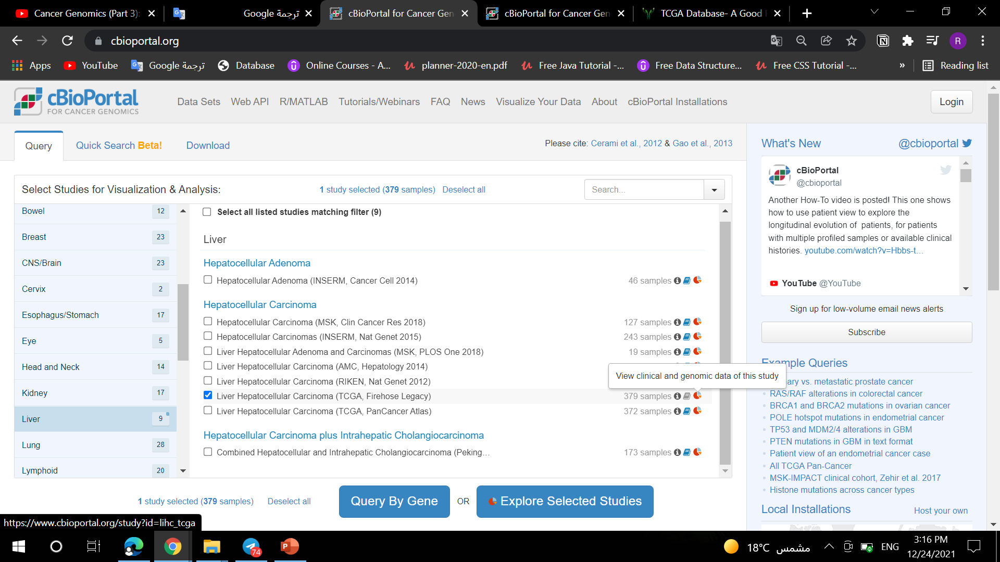 Cancer Genomics (Part 3):
ترجمة Google
cBioPortal for Cancer Gen
cBioPortal for Cancer Gen
TCGA Database- A Good
cbioportal.org
R
Apps
YouTube
ترجمة Google
Database
Online Courses - A...
planner-2020-en.pdf
Free Java Tutorial -...
Free Data Structure...
Free CSS Tutorial -...
»
Reading list
cBioPortal
FOR CANCER GENOMICS
Data Sets
Web API
R/MATLAB
Tutorials/Webinars
FAQ
News
Visualize Your Data
About
cBioPortal Installations
Login
Query
Quick Search Beta!
Download
Please cite: Cerami et al., 2012 & Gao et al., 2013
Select Studies for Visualization & Analysis:
1 study selected (379 samples)
Deselect all
Search...
Bowel 12
Breast 23
CNS/Brain 23
Cervix 2
Esophagus/Stomach 17
Eye 5
Head and Neck 14
Kidney 17
Liver 9
Lung 28
Lymphoid 20
Select all listed studies matching filter (9)
Liver
Hepatocellular Adenoma
Hepatocellular Adenoma (INSERM, Cancer Cell 2014) 46 samples
Hepatocellular Carcinoma
Hepatocellular Carcinoma (MSK, Clin Cancer Res 2018) 127 samples
Hepatocellular Carcinomas (INSERM, Nat Genet 2015) 243 samples
Liver Hepatocellular Adenoma and Carcinomas (MSK, PLOS One 2018) 19 samples
Liver Hepatocellular Carcinoma (AMC, Hepatology 2014)
View clinical and genomic data of this study
Liver Hepatocellular Carcinoma (RIKEN, Nat Genet 2012)
Liver Hepatocellular Carcinoma (TCGA, Firehose Legacy) 379 samples
Liver Hepatocellular Carcinoma (TCGA, PanCancer Atlas) 372 samples
Hepatocellular Carcinoma plus Intrahepatic Cholangiocarcinoma
Combined Hepatocellular and Intrahepatic Cholangiocarcinoma (Peking... 173 samples
1 study selected (379 samples)
Deselect all
Query By Gene
OR
Explore Selected Studies
What's New
@cbioportal
cBioPortal
@cbioportal
Another How-To video is posted! This one shows
how to use patient view to explore the
longitudinal evolution of patients, for patients
with multiple profiled samples or available clinical
histories. youtube.com/watch?v=Hbbs-t...
YouTube @YouTube
Sign up for low-volume email news alerts
Subscribe
Example Queries
ary vs. metastatic prostate cancer
RAS/RAF alterations in colorectal cancer
BRCA1 and BRCA2 mutations in ovarian cancer
POLE hotspot mutations in endometrial cancer
TP53 and MDM2/4 alterations in GBM
PTEN mutations in GBM in text format
Patient view of an endometrial cancer case
All TCGA Pan-Cancer
MSK-IMPACT clinical cohort, Zehir et al. 2017
Histone mutations across cancer types
Local Installations
Host your own
https://www.cbioportal.org/study?id=lihc_tcga
74
P
18°C مشمس
ENG
3:16 PM
12/24/2021